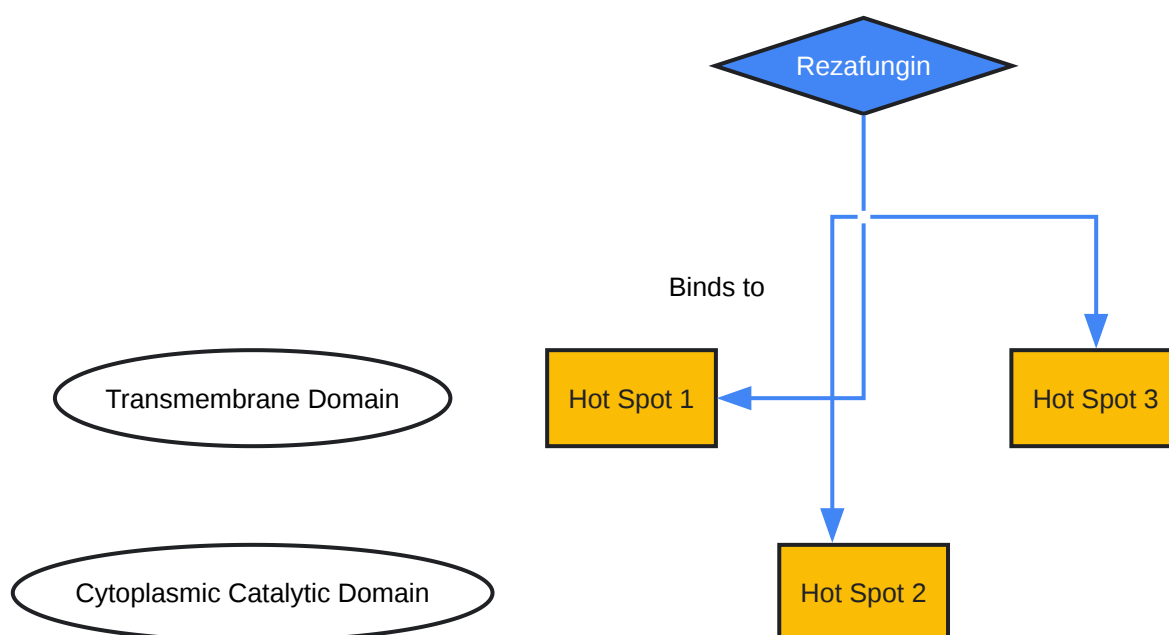 Rezafungin
Binds to
Transmembrane Domain
Hot Spot 1
Hot Spot 3
Cytoplasmic Catalytic Domain
Hot Spot 2